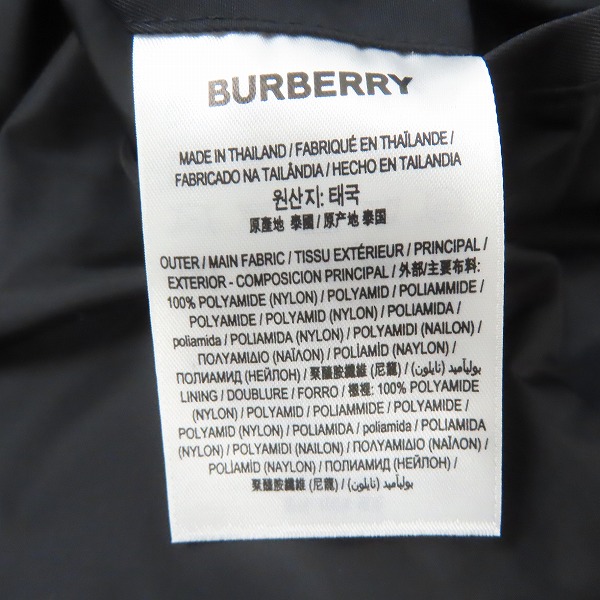 BURBERRY
MADE IN THAILAND / FABRIQUÉ EN THAÏLANDE /
FABRICADO NA TAILÂNDIA / HECHO EN TAILANDIA
원산지: 태국
原產地 泰國 / 原产地 泰国
OUTER / MAIN FABRIC / TISSU EXTÉRIEUR / PRINCIPAL /
EXTERIOR - COMPOSICION PRINCIPAL / 外部/主要布料:
100% POLYAMIDE (NYLON) / POLYAMID / POLIAMMIDE /
POLYAMIDE / POLYAMID (NYLON) / POLIAMIDA /
poliamida / POLIAMIDA (NYLON) / POLYAMIDI (NAILON) /
ΠΟΛΥΑΜΙΔΙΟ (ΝΑΪΛΟΝ) / POLİAMİD (NAYLON) /
ПОЛИАМИД (НЕЙЛОН) / 聚醯胺纖維 (尼龍) / بولياميد (نايلون) /
LINING / DOUBLURE / FORRO / 裡裡: 100% POLYAMIDE
(NYLON) / POLYAMID / POLIAMMIDE / POLYAMIDE /
POLYAMID (NYLON) / POLIAMIDA / poliamida / POLIAMIDA
(NYLON) / POLYAMIDI (NAILON) / ΠΟΛΥΑΜΙΔΙΟ (ΝΑΪΛΟΝ) /
POLİAMİD (NAYLON) / ПОЛИАМИД (НЕЙЛОН) /
聚醯胺纖維 (尼龍) / بولياميد (نايلون) /